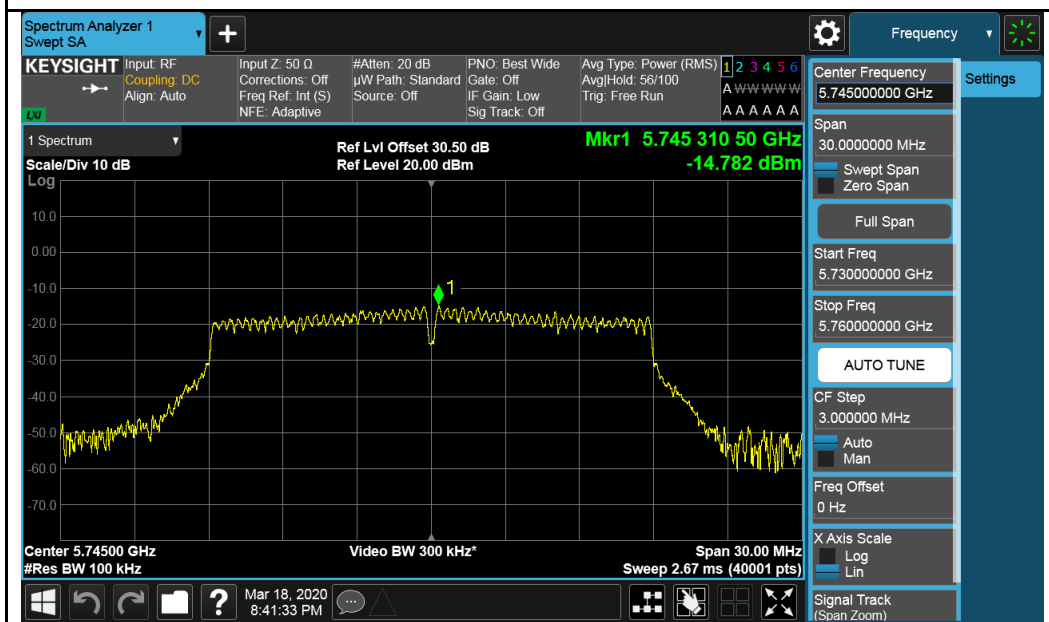 Spectrum Analyzer 1
Swept SA
Frequency
KEYSIGHT
Input: RF
Coupling: DC
Align: Auto
Input Z: 50 Ω
Corrections: Off
Freq Ref: Int (S)
NFE: Adaptive
#Atten: 20 dB
µW Path: Standard
Source: Off
PNO: Best Wide
Gate: Off
IF Gain: Low
Sig Track: Off
Avg Type: Power (RMS)
Avg|Hold: 56/100
Trig: Free Run
1 2 3 4 5 6
A W W W W W
A A A A A A
LXI
1 Spectrum
Scale/Div 10 dB
Log
Ref Lvl Offset 30.50 dB
Ref Level 20.00 dBm
Mkr1 5.745 310 50 GHz
-14.782 dBm
10.0
0.00
-10.0
-20.0
-30.0
-40.0
-50.0
-60.0
-70.0
1
Center 5.74500 GHz
#Res BW 100 kHz
Video BW 300 kHz*
Span 30.00 MHz
Sweep 2.67 ms (40001 pts)
Mar 18, 2020
8:41:33 PM
Center Frequency
5.745000000 GHz
Settings
Span
30.0000000 MHz
Swept Span
Zero Span
Full Span
Start Freq
5.730000000 GHz
Stop Freq
5.760000000 GHz
AUTO TUNE
CF Step
3.000000 MHz
Auto
Man
Freq Offset
0 Hz
X Axis Scale
Log
Lin
Signal Track
(Span Zoom)